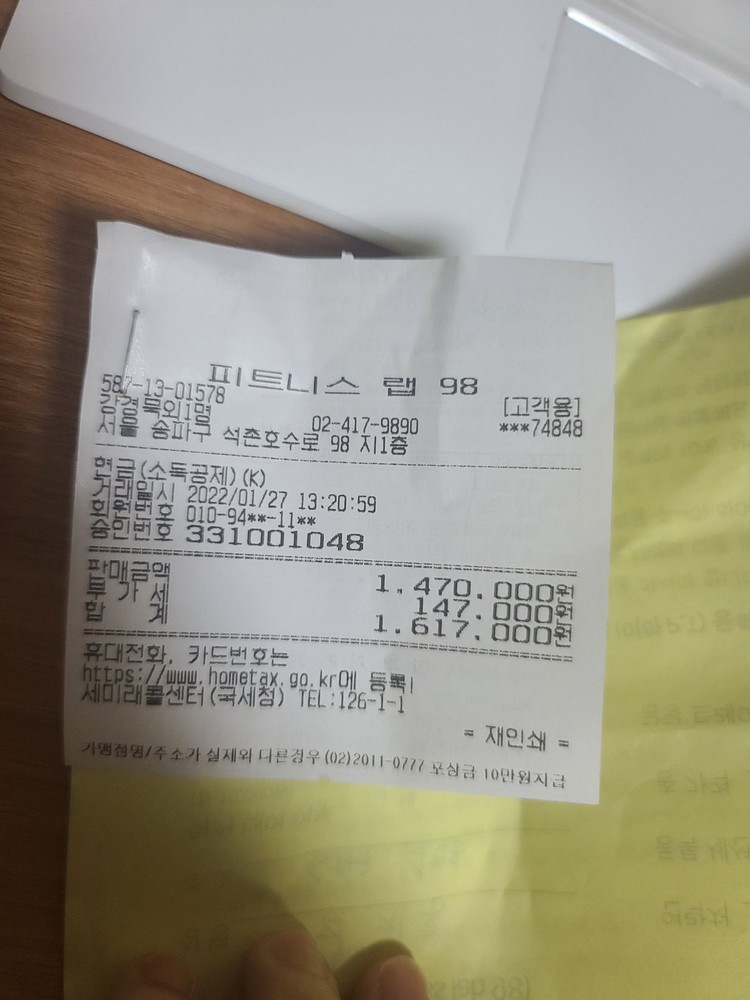 피트니스 랩 98
587-13-01578 [고객용]
강경묵외1명 02-417-9890 ***74848
서울 송파구 석촌호수로 98 지1층
현금(소득공제)(K)
거래일시 2022/01/27 13:20:59
회원번호 010-94**-11**
승인번호 331001048
판매금액 1,470,000원
부 가 세 147,000원
합 계 1,617,000원
휴대전화, 카드번호는
https://www.hometax.go.kr에 등록!
세미래콜센터(국세청) TEL:126-1-1
= 재인쇄 =
가맹점명/주소가 실제와 다른경우 (02)2011-0777 포상금 10만원지급